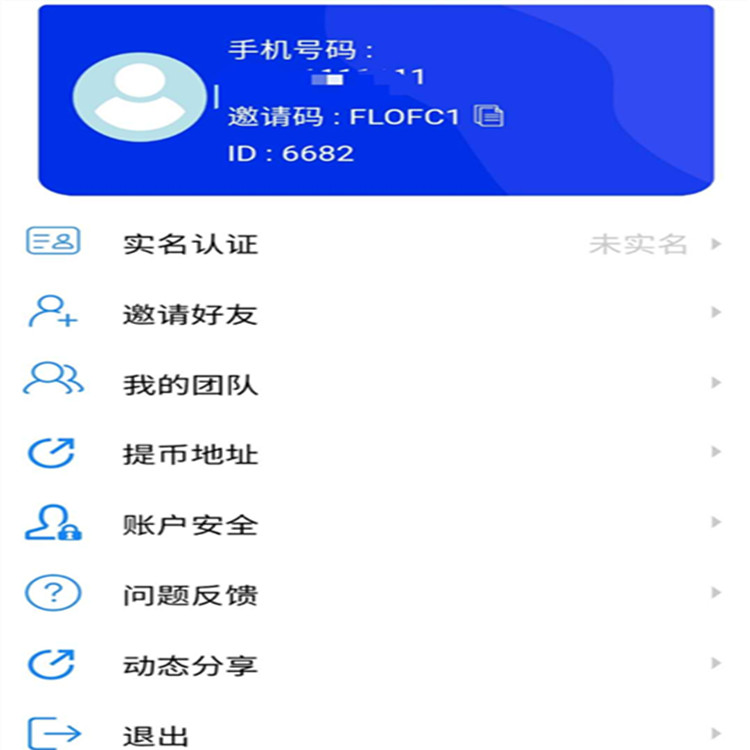 手机号码：
邀请码：FLOFC1
ID：6682
实名认证 未实名
邀请好友
我的团队
提币地址
账户安全
问题反馈
动态分享
退出